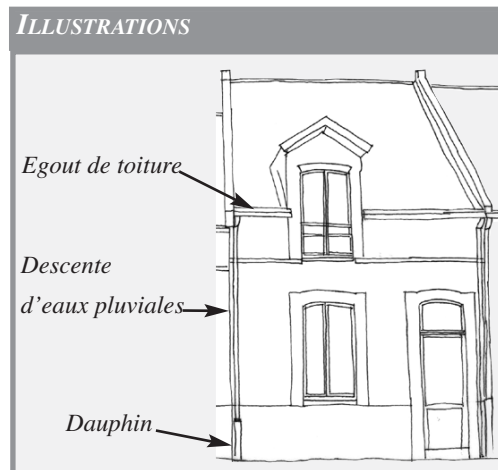 ILLUSTRATIONS
Egout de toiture
Descente
d'eaux pluviales
Dauphin